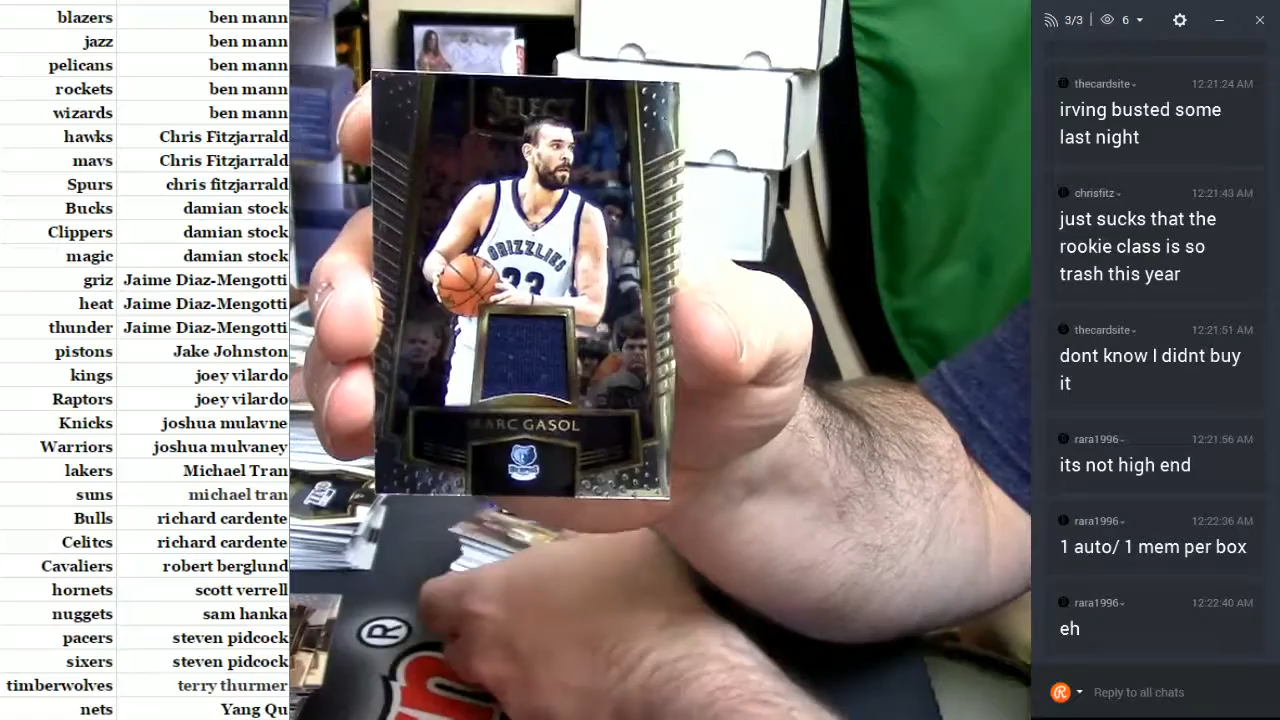 blazers ben mann
jazz ben mann
pelicans ben mann
rockets ben mann
wizards ben mann
hawks Chris Fitzjarrald
mavs Chris Fitzjarrald
Spurs chris fitzjarrald
Bucks damian stock
Clippers damian stock
magic damian stock
griz Jaime Diaz-Mengotti
heat Jaime Diaz-Mengotti
thunder Jaime Diaz-Mengotti
pistons Jake Johnston
kings joey vilardo
Raptors joey vilardo
Knicks joshua mulavne
Warriors joshua mulvaney
lakers Michael Tran
suns michael tran
Bulls richard cardente
Celitcs richard cardente
Cavaliers robert berglund
hornets scott verrell
nuggets sam hanka
pacers steven pidcock
sixers steven pidcock
timberwolves terry thurmer
nets Yang Qu
SELECT
GRIZZLIES
33
MARC GASOL
®
3/3 6
thecardsite 12:21:24 AM
irving busted some
last night
chrisfitz 12:21:43 AM
just sucks that the
rookie class is so
trash this year
thecardsite 12:21:51 AM
dont know I didnt buy
it
rara1996 12:21:56 AM
its not high end
rara1996 12:22:36 AM
1 auto/ 1 mem per box
rara1996 12:22:40 AM
eh
Reply to all chats